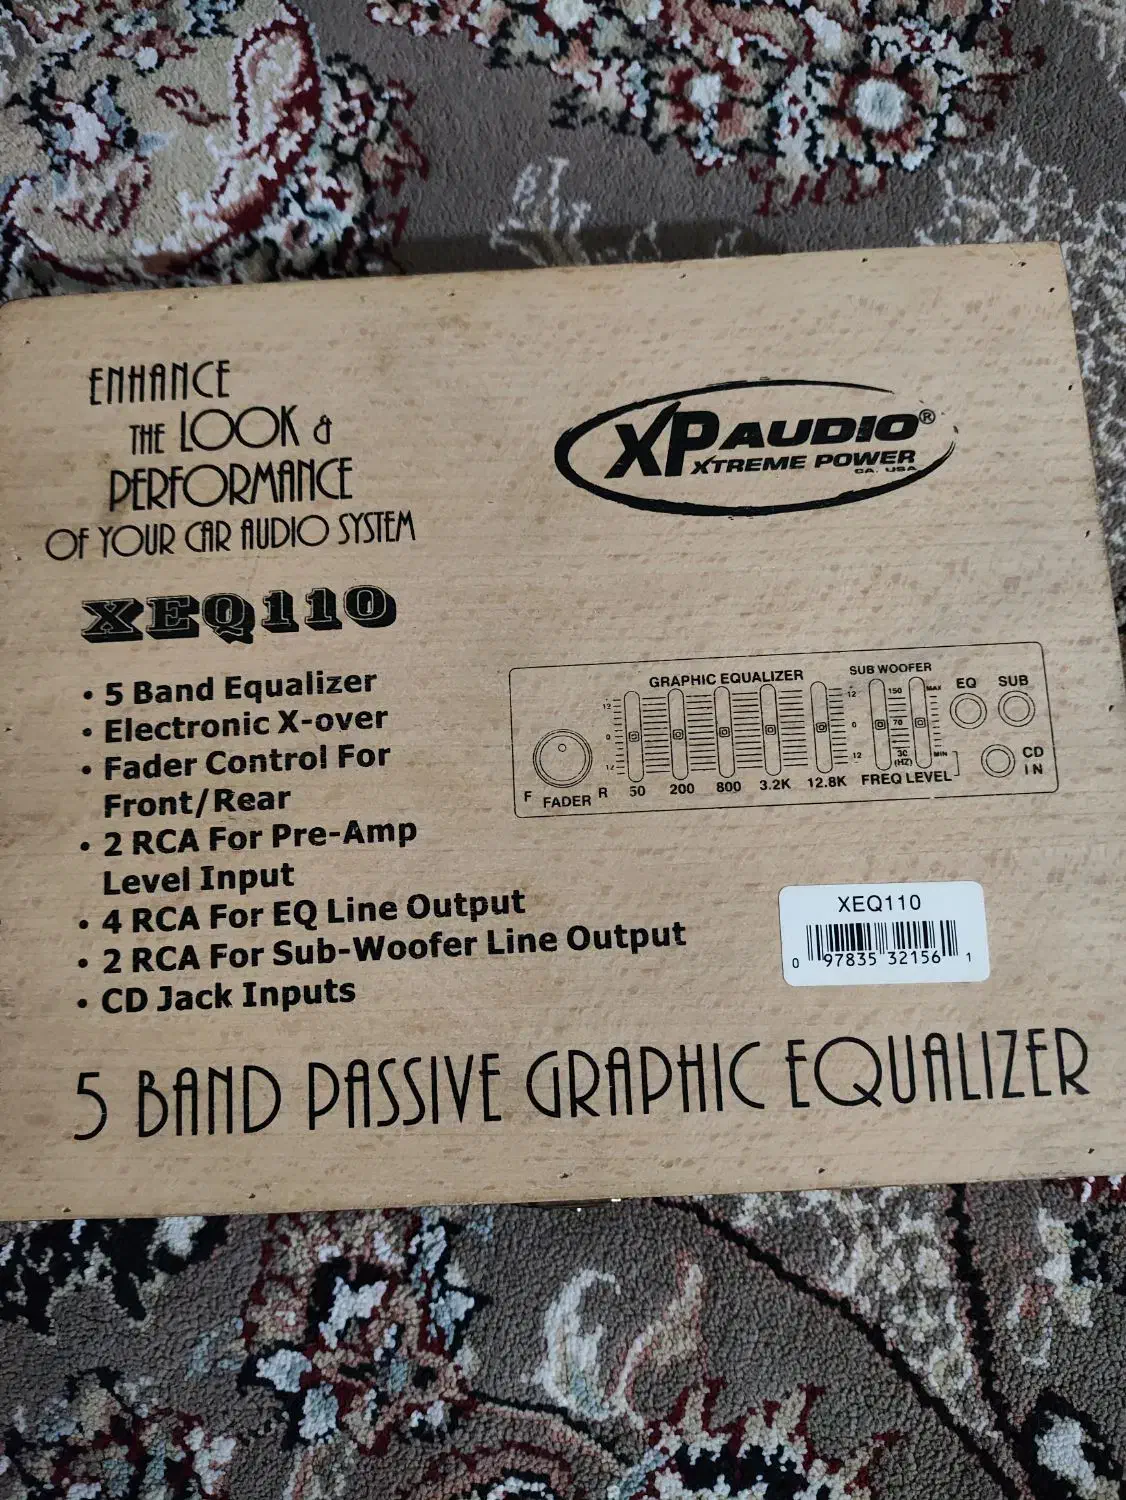 ENHANCE
THE LOOK &
PERFORMANCE
OF YOUR CAR AUDIO SYSTEM
XP AUDIO®
XTREME POWER
CA. USA
XEQ110
• 5 Band Equalizer
• Electronic X-over
• Fader Control For
Front/Rear
• 2 RCA For Pre-Amp
Level Input
• 4 RCA For EQ Line Output
• 2 RCA For Sub-Woofer Line Output
• CD Jack Inputs
GRAPHIC EQUALIZER
SUB WOOFER
EQ SUB
12 12 150 MAX
0 0 70
12 12 30 MIN
(HZ)
CD
IN
F FADER R 50 200 800 3.2K 12.8K FREQ LEVEL
XEQ110
0 97835 32156 1
5 BAND PASSIVE GRAPHIC EQUALIZER